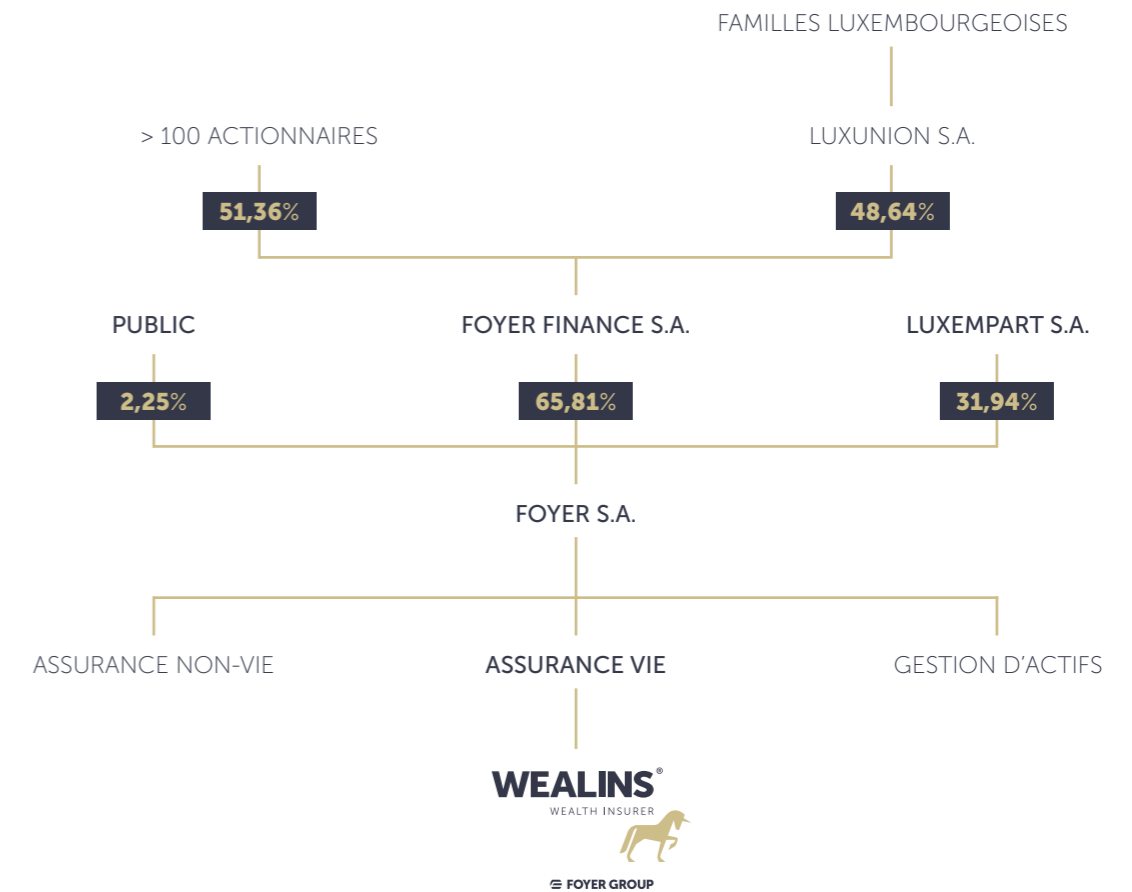 FAMILLES LUXEMBOURGEOISES
> 100 ACTIONNAIRES
LUXUNION S.A.
51,36%
48,64%
PUBLIC
FOYER FINANCE S.A.
LUXEMPART S.A.
2,25%
65,81%
31,94%
FOYER S.A.
ASSURANCE NON-VIE
ASSURANCE VIE
GESTION D'ACTIFS
WEALINS®
WEALTH INSURER
FOYER GROUP